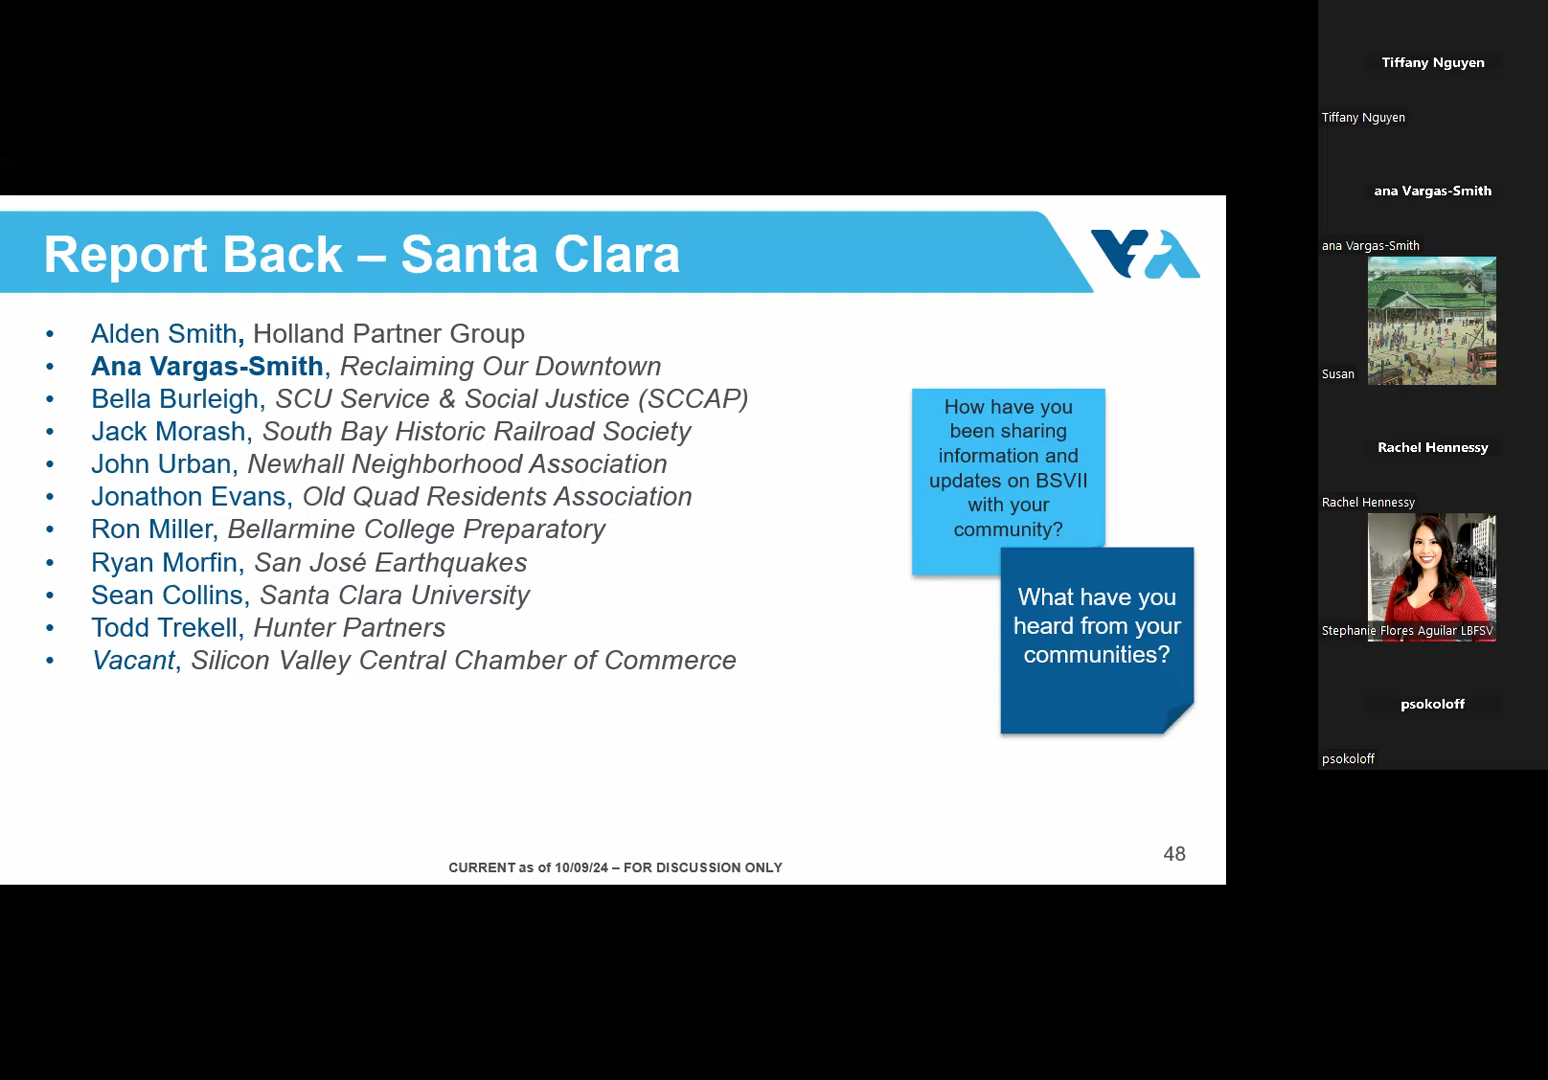 Report Back – Santa Clara
VTA
• Alden Smith, Holland Partner Group
• Ana Vargas-Smith, Reclaiming Our Downtown
• Bella Burleigh, SCU Service & Social Justice (SCCAP)
• Jack Morash, South Bay Historic Railroad Society
• John Urban, Newhall Neighborhood Association
• Jonathon Evans, Old Quad Residents Association
• Ron Miller, Bellarmine College Preparatory
• Ryan Morfin, San José Earthquakes
• Sean Collins, Santa Clara University
• Todd Trekell, Hunter Partners
• Vacant, Silicon Valley Central Chamber of Commerce
How have you
been sharing
information and
updates on BSVII
with your
community?
What have you
heard from your
communities?
CURRENT as of 10/09/24 – FOR DISCUSSION ONLY
48
Tiffany Nguyen
Tiffany Nguyen
ana Vargas-Smith
ana Vargas-Smith
Susan
Rachel Hennessy
Rachel Hennessy
Stephanie Flores Aguilar LBFSV
psokoloff
psokoloff